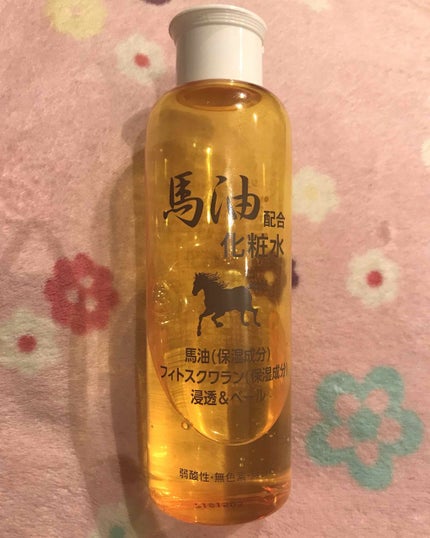 馬油配合
化粧水
馬油(保湿成分)
フィトスクワラン(保湿成分)
浸透&ベール
弱酸性・無色素